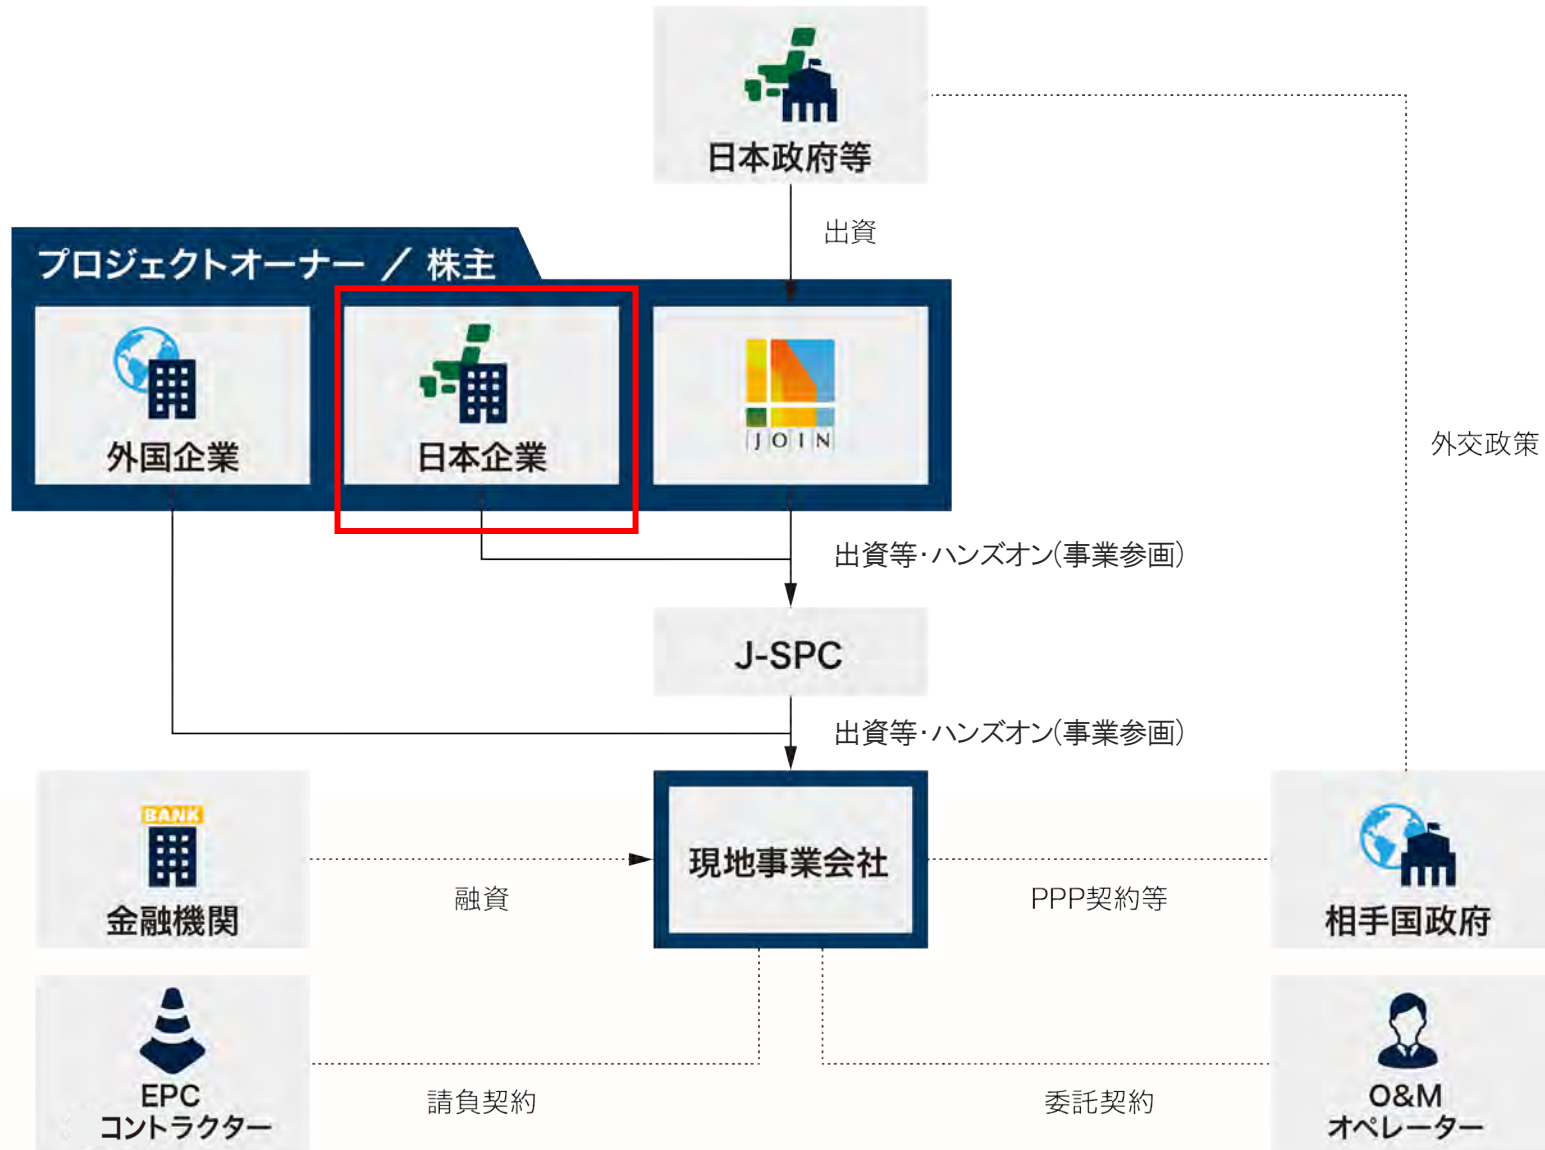 日本政府等
出資
プロジェクトオーナー / 株主
外国企業
日本企業
JOIN
外交政策
出資等・ハンズオン(事業参画)
J-SPC
出資等・ハンズオン(事業参画)
BANK
金融機関
融資
現地事業会社
PPP契約等
相手国政府
EPC
コントラクター
請負契約
委託契約
O&M
オペレーター